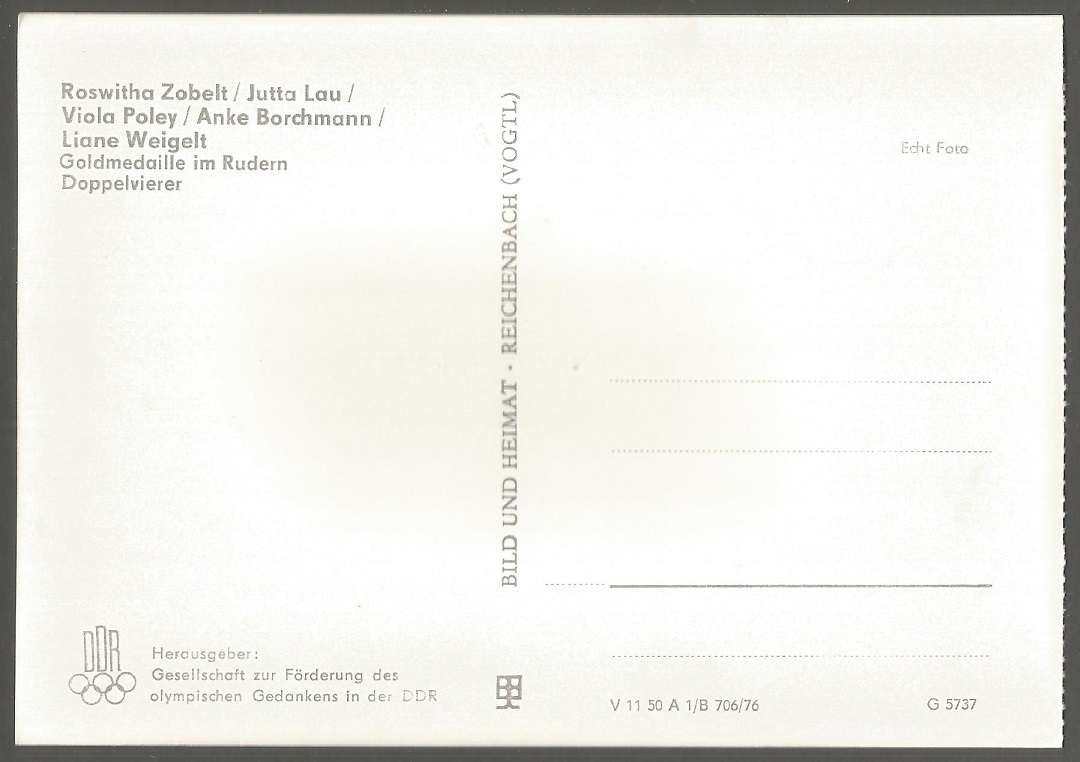 Roswitha Zobelt / Jutta Lau /
Viola Poley / Anke Borchmann /
Liane Weigelt
Goldmedaille im Rudern
Doppelvierer
BILD UND HEIMAT · REICHENBACH (VOGTL)
Echt Foto
DDR
Herausgeber:
Gesellschaft zur Förderung des
olympischen Gedankens in der DDR
V 11 50 A 1/B 706/76
G 5737